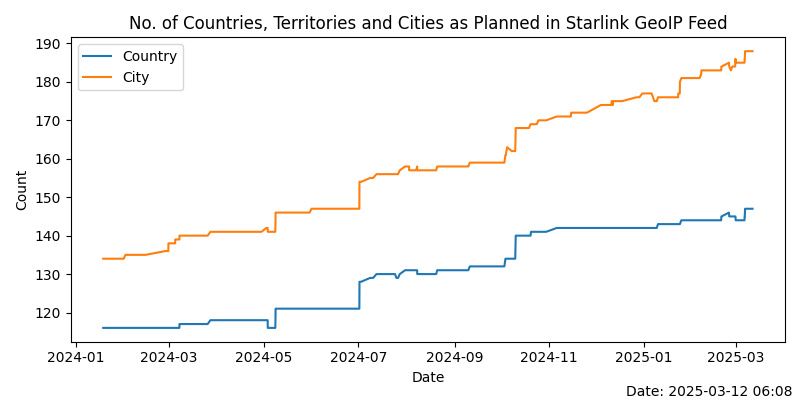 No. of Countries, Territories and Cities as Planned in Starlink GeoIP Feed
Country
City
190
180
170
160
150
140
130
120
Count
2024-01 2024-03 2024-05 2024-07 2024-09 2024-11 2025-01 2025-03
Date
Date: 2025-03-12 06:08